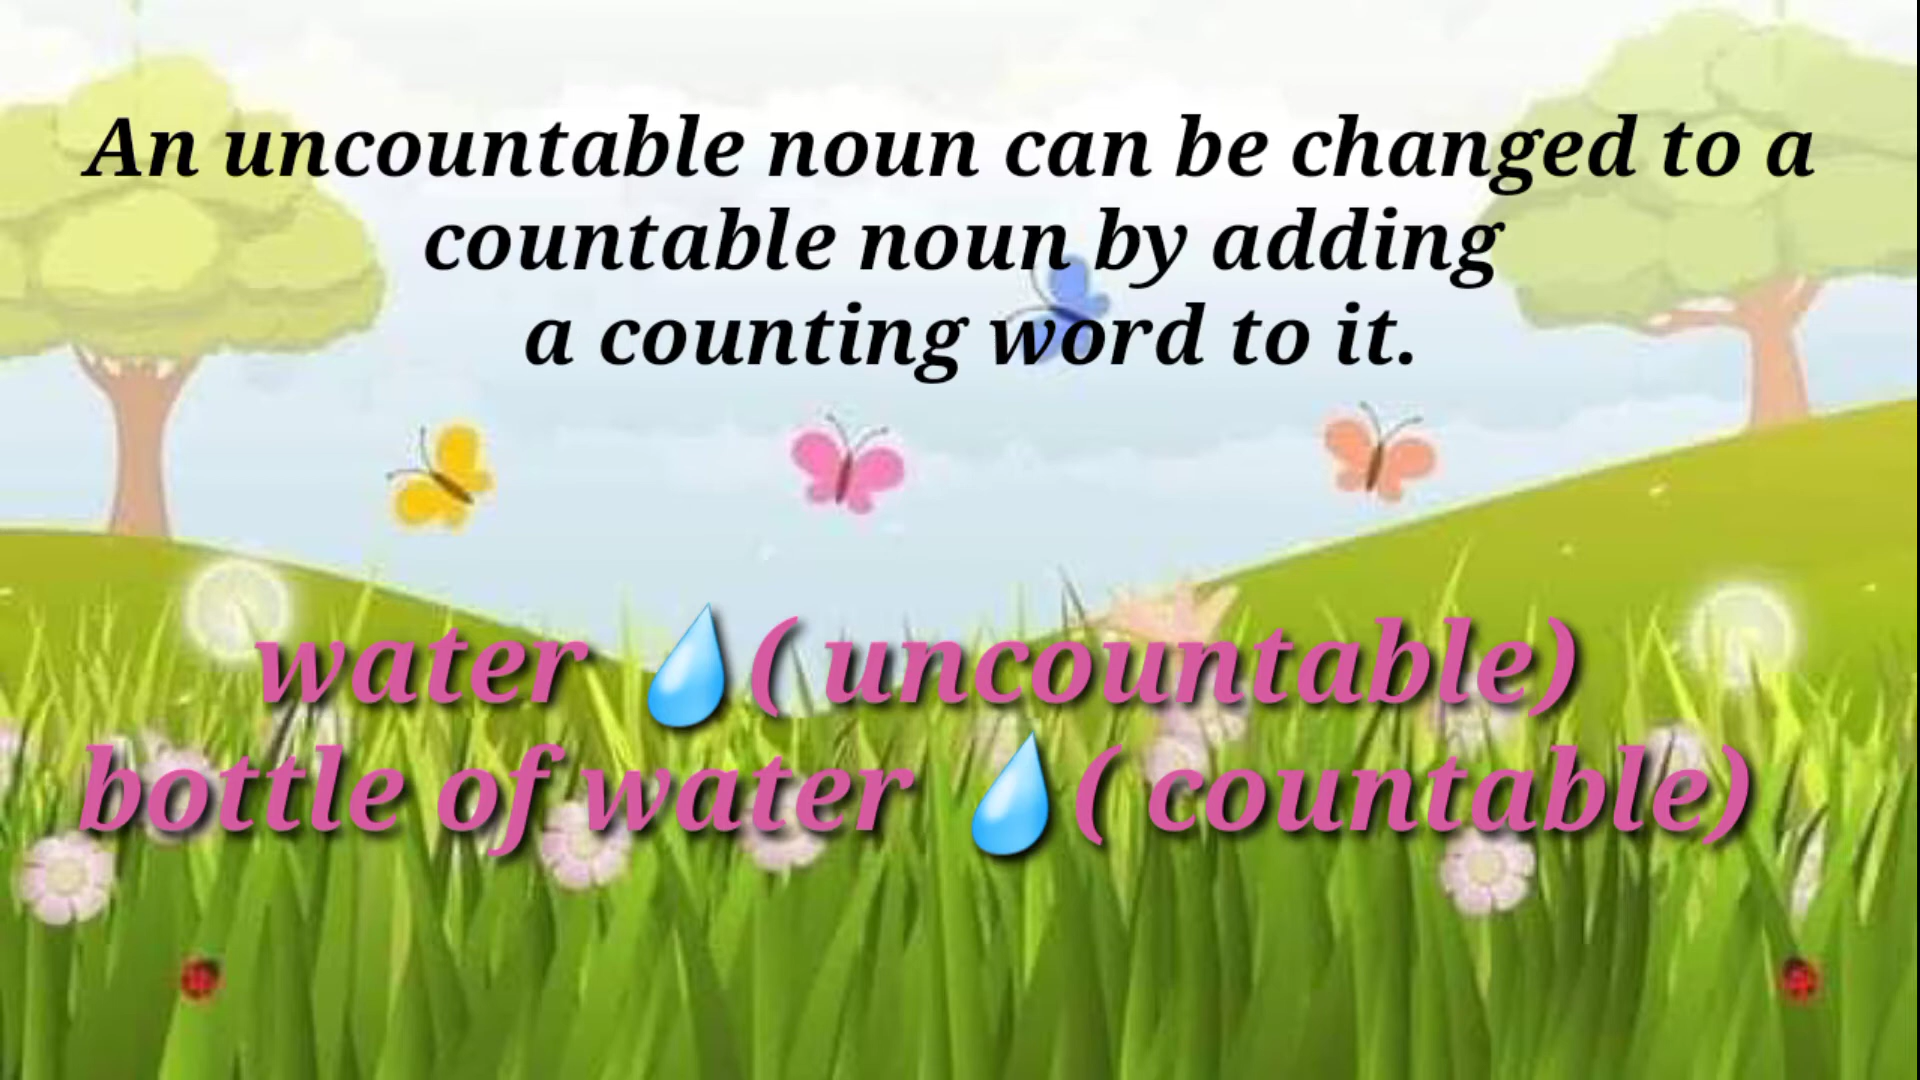 An uncountable noun can be changed to a
countable noun by adding
a counting word to it.
water 💧( uncountable)
bottle of water 💧( countable)